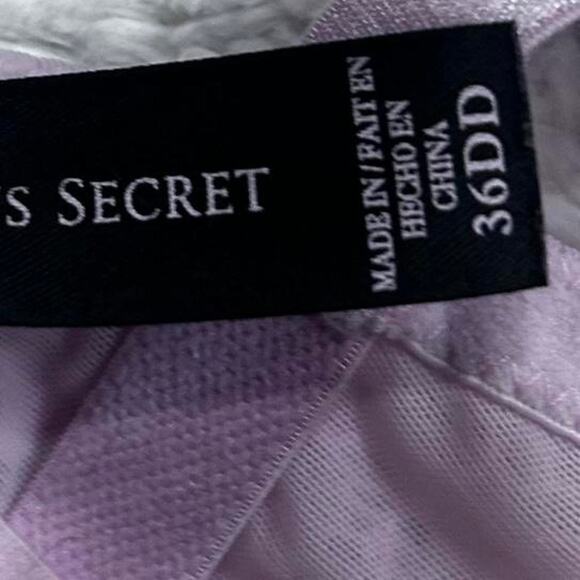 'S SECRET
MADE IN / FAIT EN
HECHO EN
CHINA
36DD